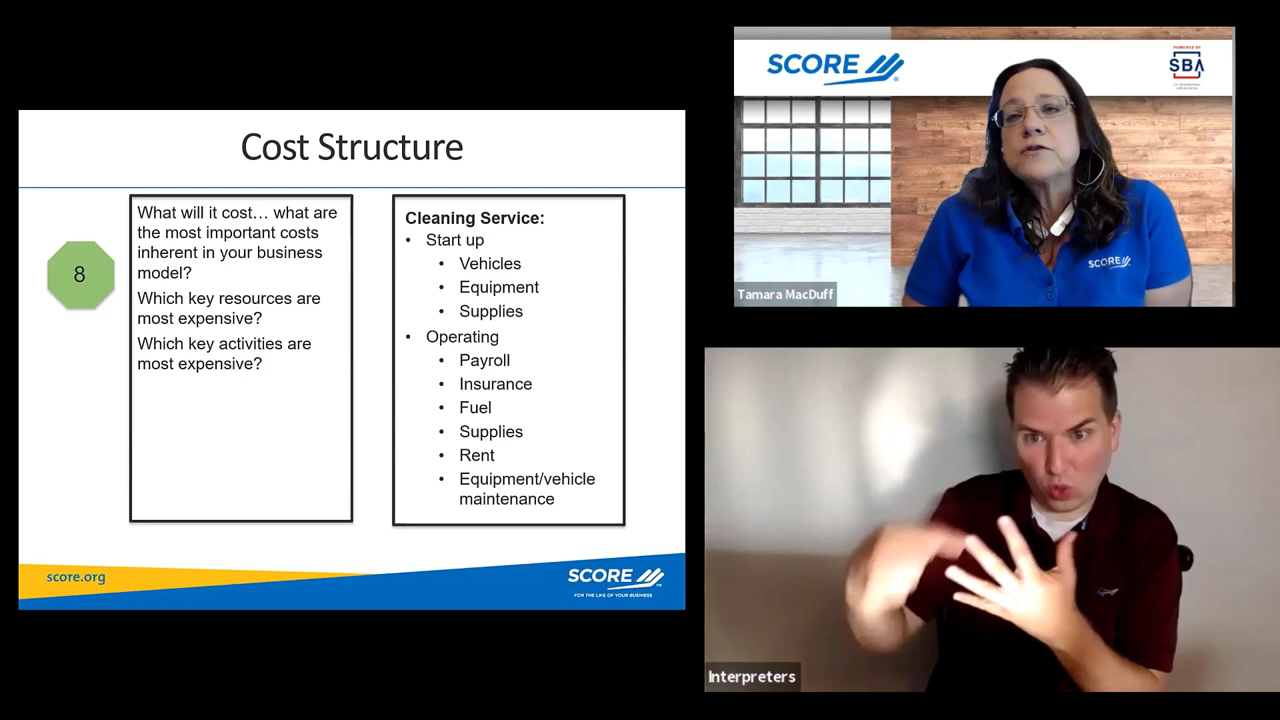 Cost Structure
8
What will it cost… what are
the most important costs
inherent in your business
model?
Which key resources are
most expensive?
Which key activities are
most expensive?
Cleaning Service:
• Start up
• Vehicles
• Equipment
• Supplies
• Operating
• Payroll
• Insurance
• Fuel
• Supplies
• Rent
• Equipment/vehicle
maintenance
score.org
SCORE
FOR THE LIFE OF YOUR BUSINESS
SCORE
POWERED BY
SBA
SCORE
Tamara MacDuff
Interpreters